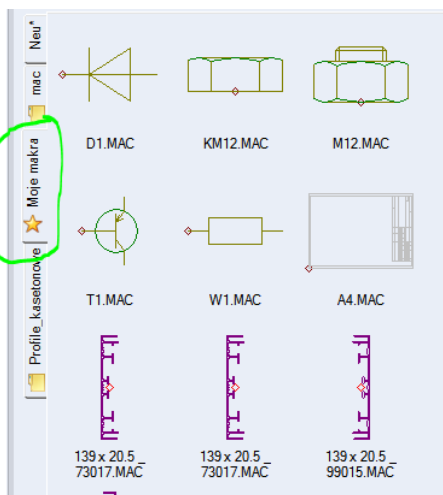 Neu*
mac
Moje makra
Profile_kasetonowe
D1.MAC
KM12.MAC
M12.MAC
T1.MAC
W1.MAC
A4.MAC
139 x 20.5 _
73017.MAC
139 x 20.5 _
73017.MAC
139 x 20.5 _
99015.MAC